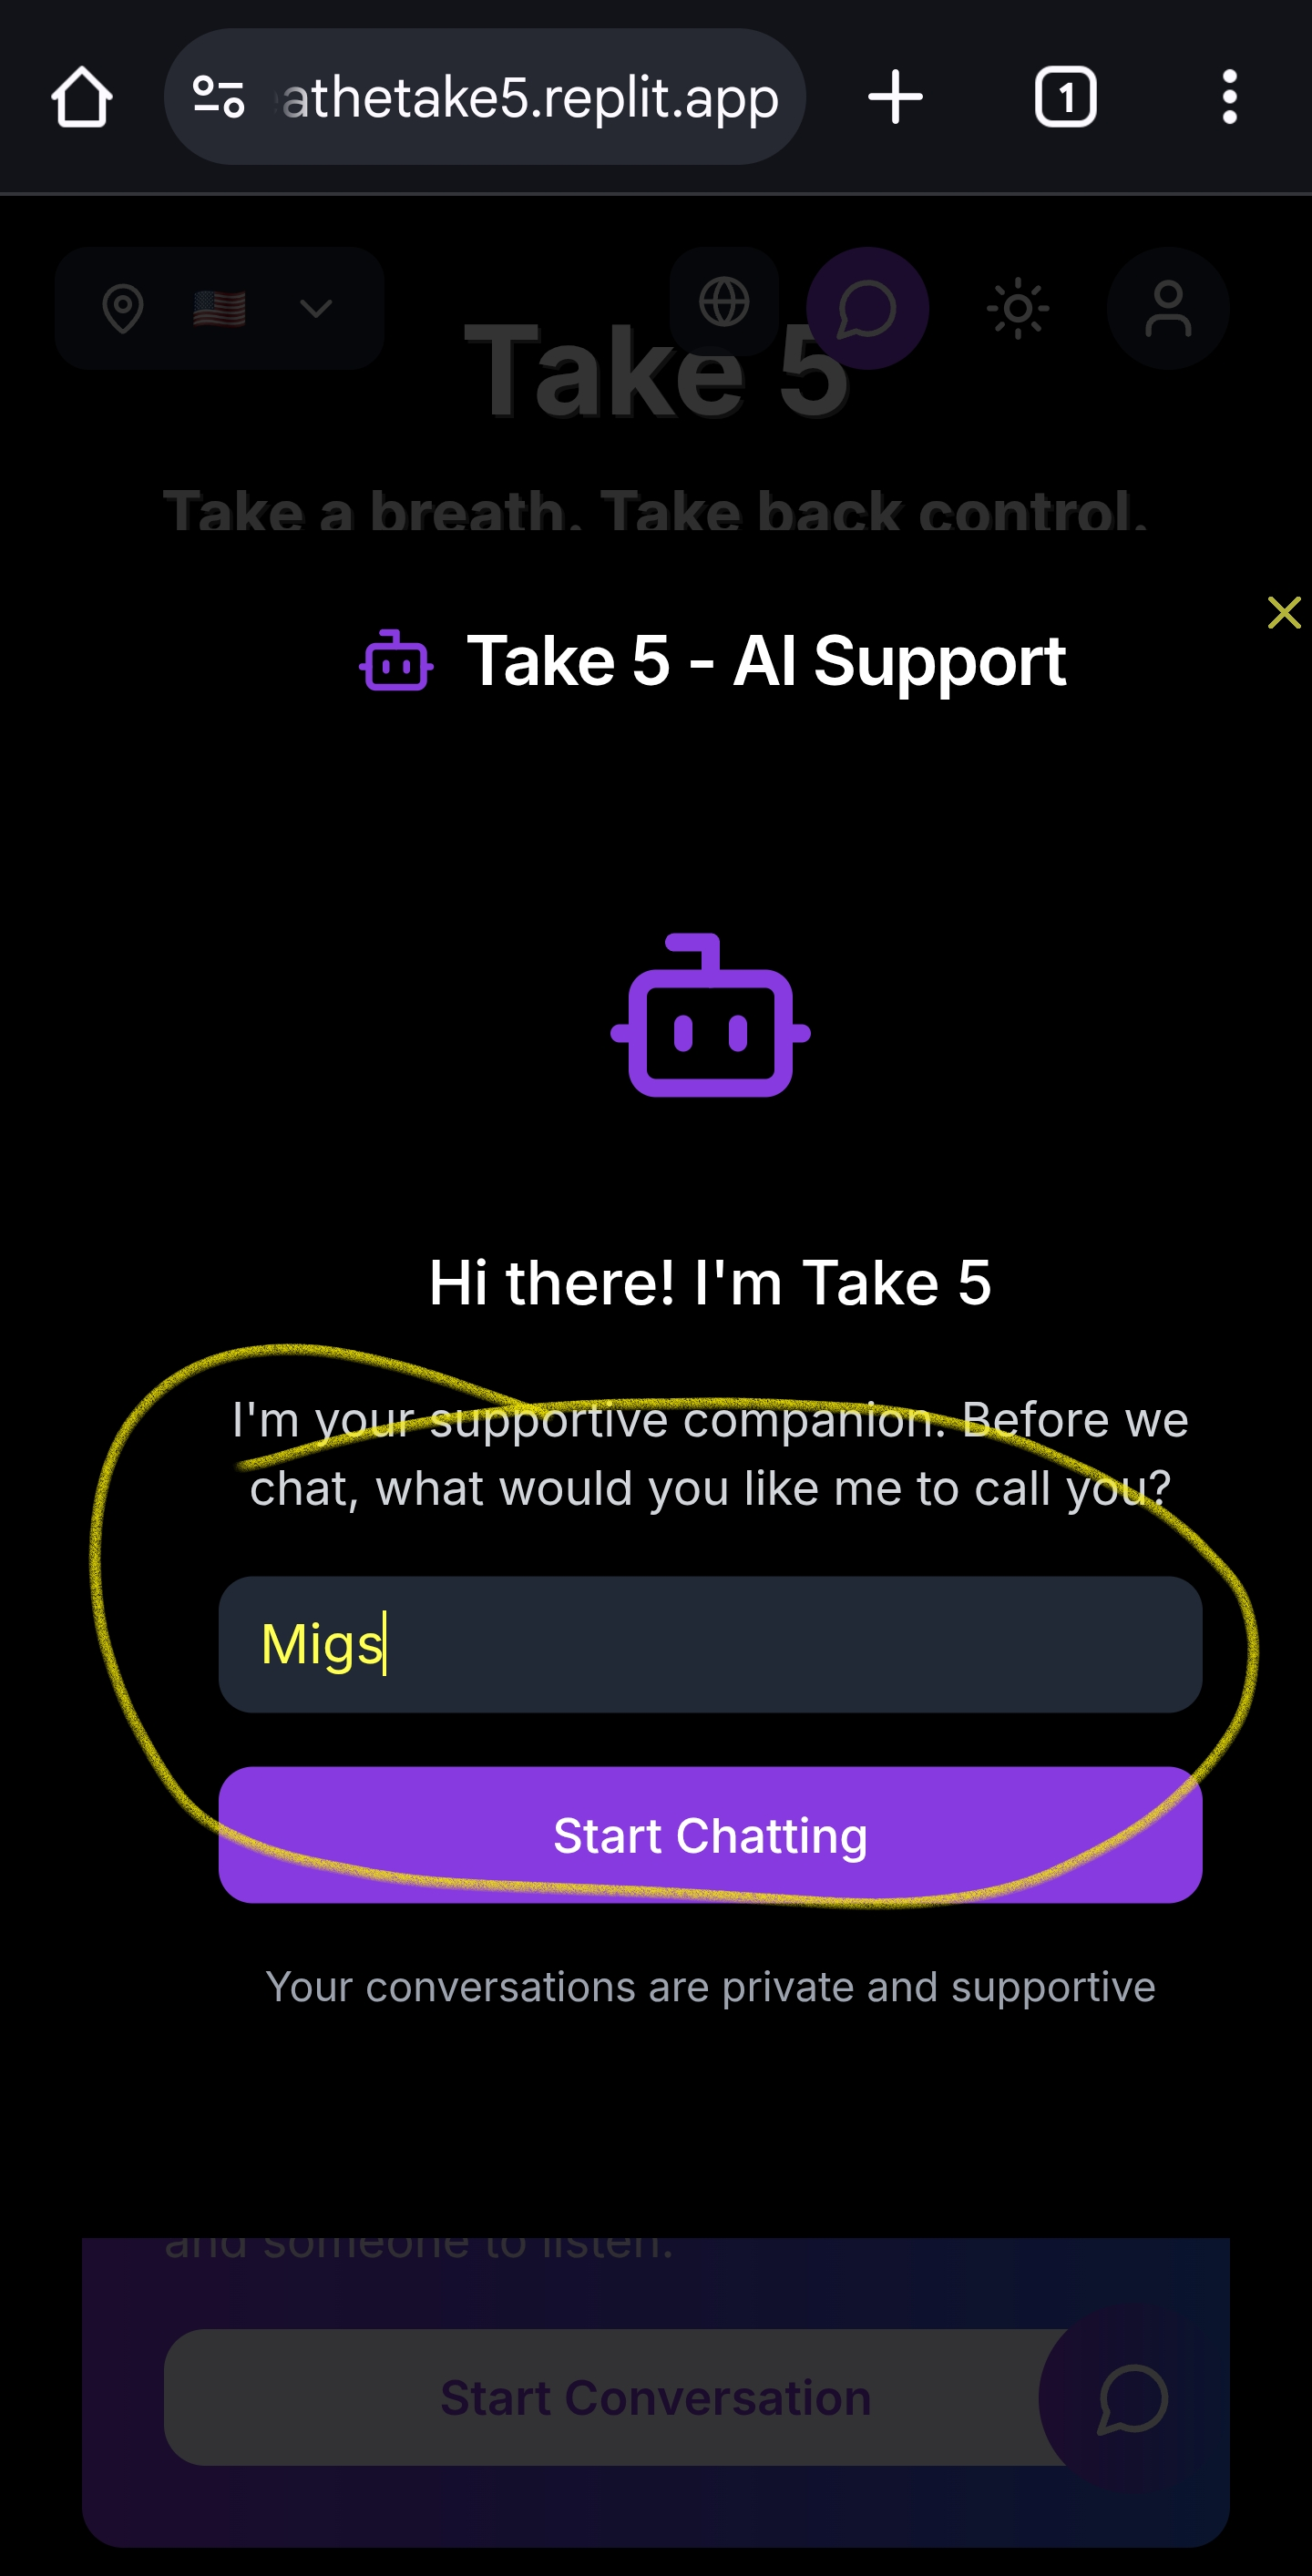 athetake5.replit.app
1
Take 5
Take a breath. Take back control.
Take 5 - AI Support
Hi there! I'm Take 5
I'm your supportive companion. Before we
chat, what would you like me to call you?
Migs
Start Chatting
Your conversations are private and supportive
and someone to listen.
Start Conversation